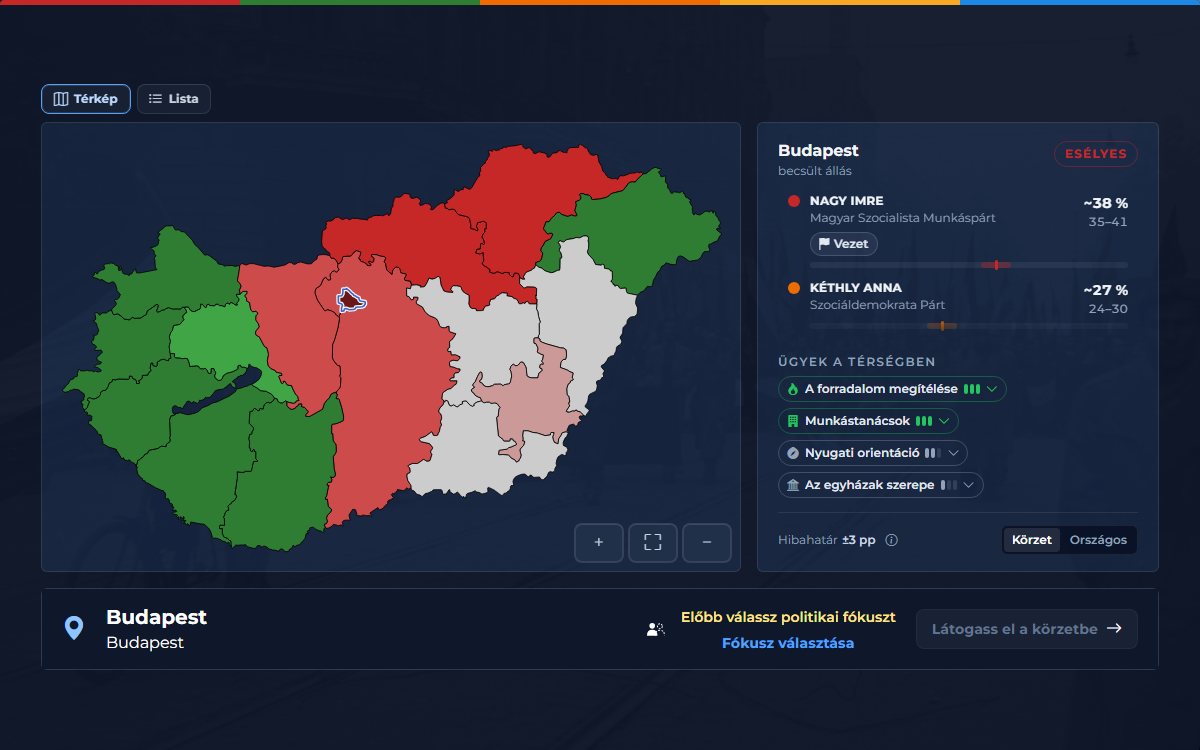 Térkép
Lista
Budapest
becsült állás
ESÉLYES
NAGY IMRE
Magyar Szocialista Munkáspárt
~38 %
35–41
Vezet
KÉTHLY ANNA
Szociáldemokrata Párt
~27 %
24–30
ÜGYEK A TÉRSÉGBEN
A forradalom megítélése
Munkástanácsok
Nyugati orientáció
Az egyházak szerepe
Hibahatár ±3 pp
Körzet
Országos
+
−
Budapest
Budapest
Előbb válassz politikai fókuszt
Fókusz választása
Látogass el a körzetbe →